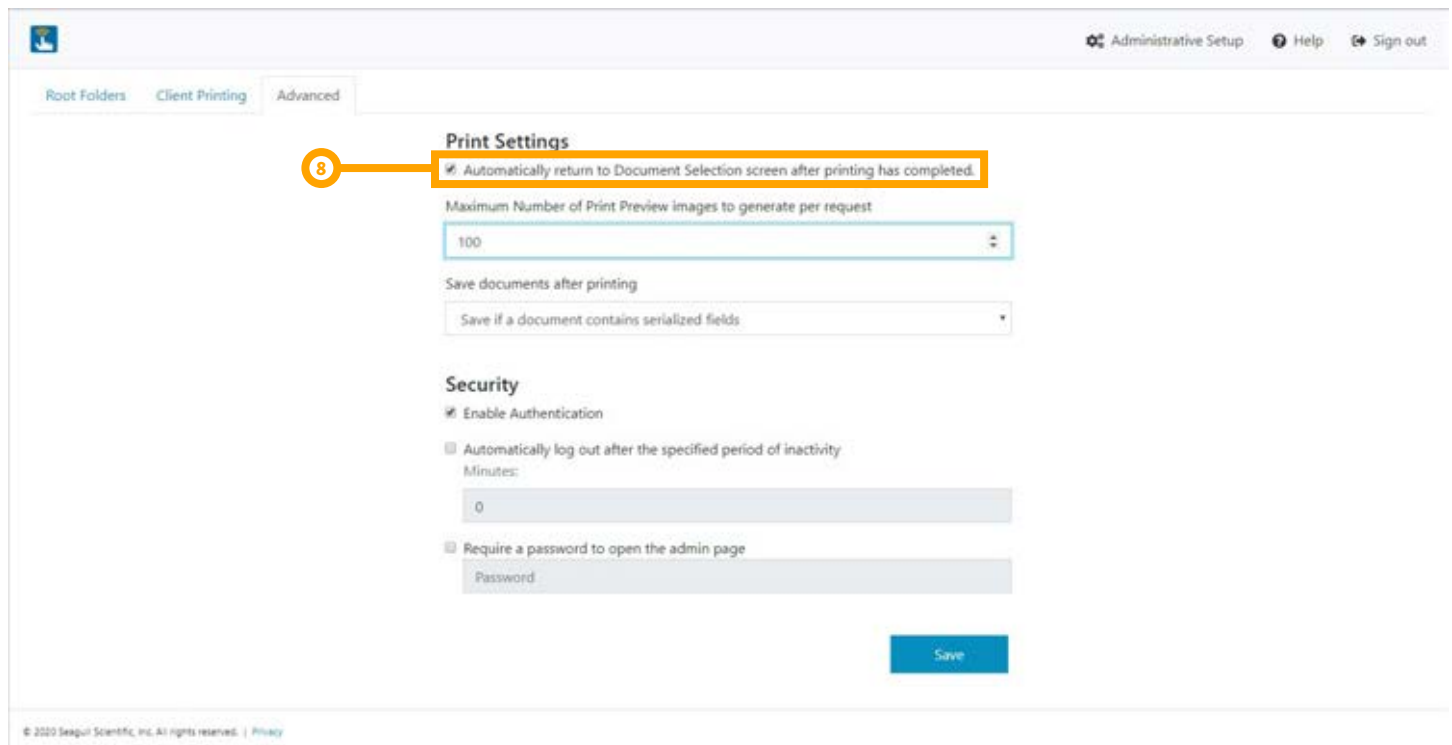 Administrative Setup Help Sign out
Root Folders Client Printing Advanced
Print Settings
8
Automatically return to Document Selection screen after printing has completed.
Maximum Number of Print Preview images to generate per request
100
Save documents after printing
Save if a document contains serialized fields
Security
Enable Authentication
Automatically log out after the specified period of inactivity
Minutes:
0
Require a password to open the admin page
Password
Save
© 2020 Seagull Scientific, Inc. All rights reserved. | Privacy